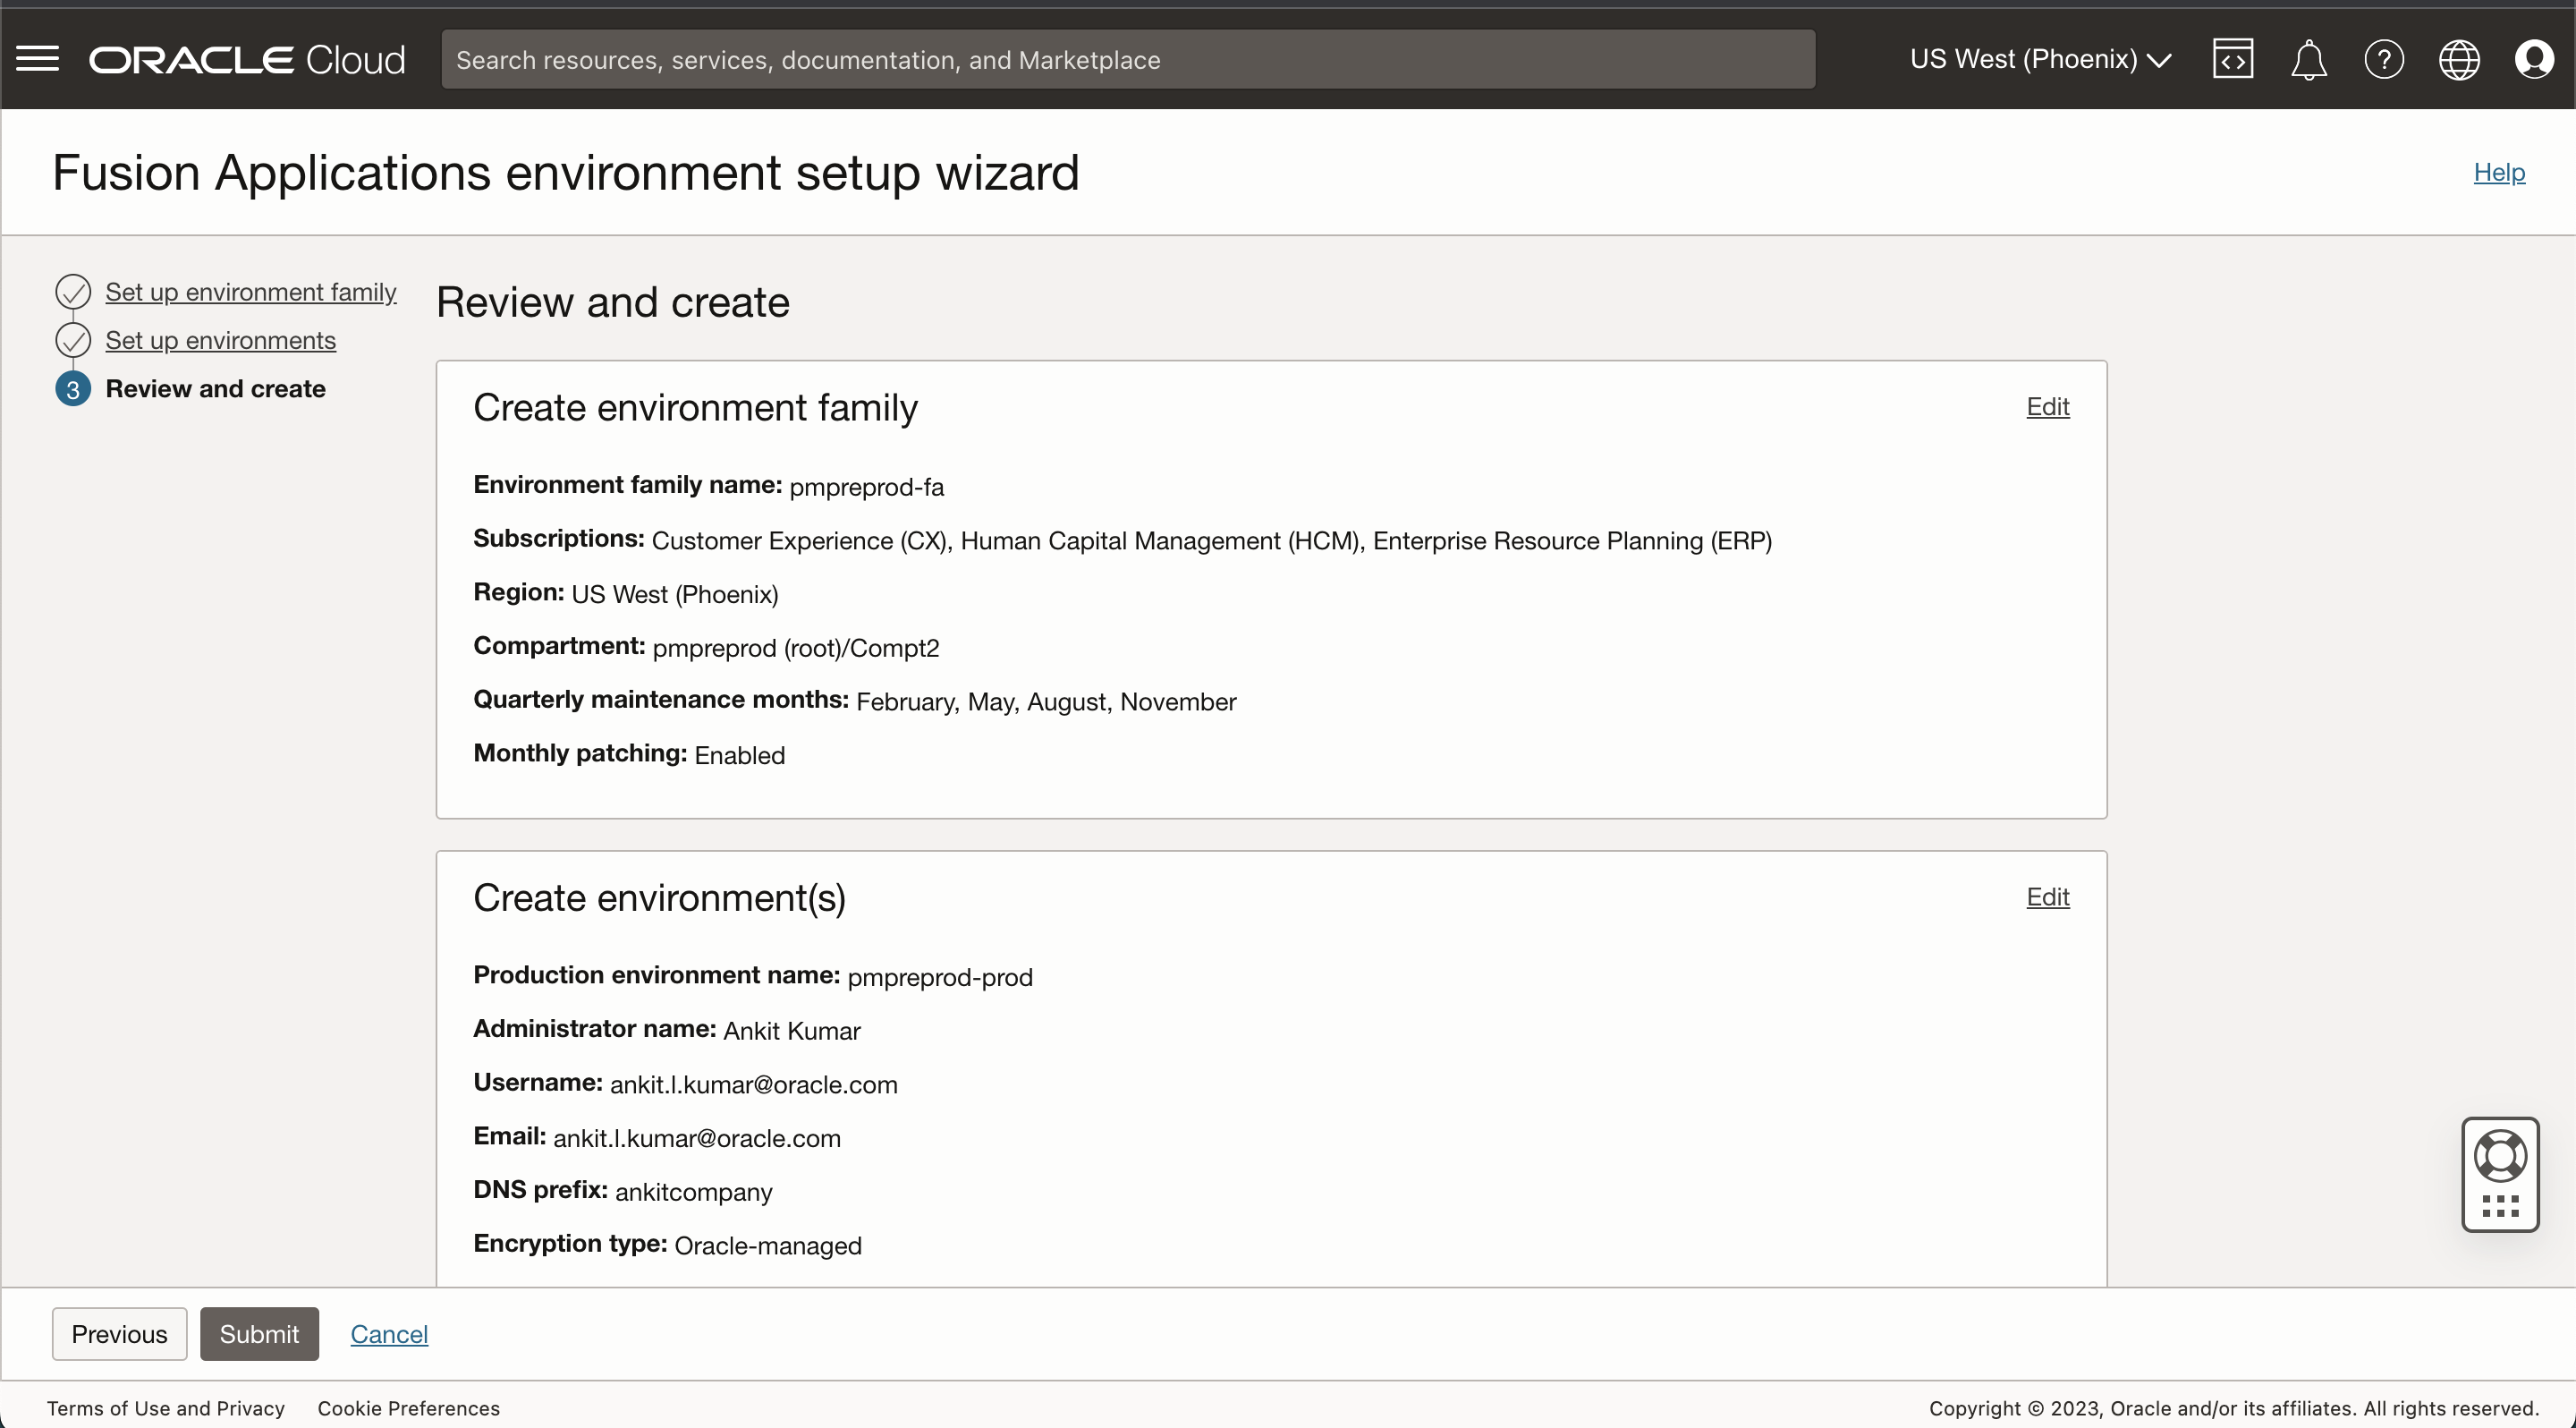 ORACLE Cloud
Search resources, services, documentation, and Marketplace
US West (Phoenix)
Fusion Applications environment setup wizard
Help
Set up environment family
Set up environments
3 Review and create
Review and create
Create environment family
Edit
Environment family name: pmpreprod-fa
Subscriptions: Customer Experience (CX), Human Capital Management (HCM), Enterprise Resource Planning (ERP)
Region: US West (Phoenix)
Compartment: pmpreprod (root)/Compt2
Quarterly maintenance months: February, May, August, November
Monthly patching: Enabled
Create environment(s)
Edit
Production environment name: pmpreprod-prod
Administrator name: Ankit Kumar
Username: ankit.l.kumar@oracle.com
Email: ankit.l.kumar@oracle.com
DNS prefix: ankitcompany
Encryption type: Oracle-managed
Previous
Submit
Cancel
Terms of Use and Privacy
Cookie Preferences
Copyright © 2023, Oracle and/or its affiliates. All rights reserved.